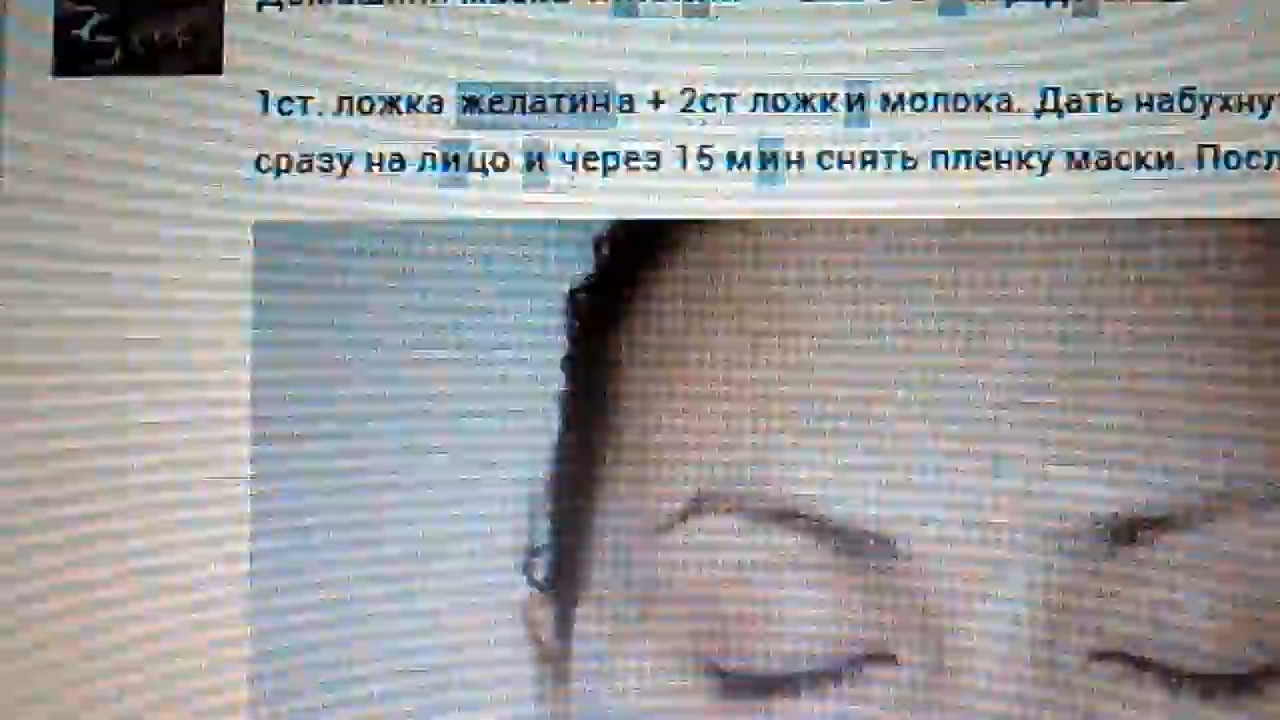 1ст. ложка желатина + 2ст ложки молока. Дать набухну
сразу на лицо и через 15 мин снять пленку маски. Посл